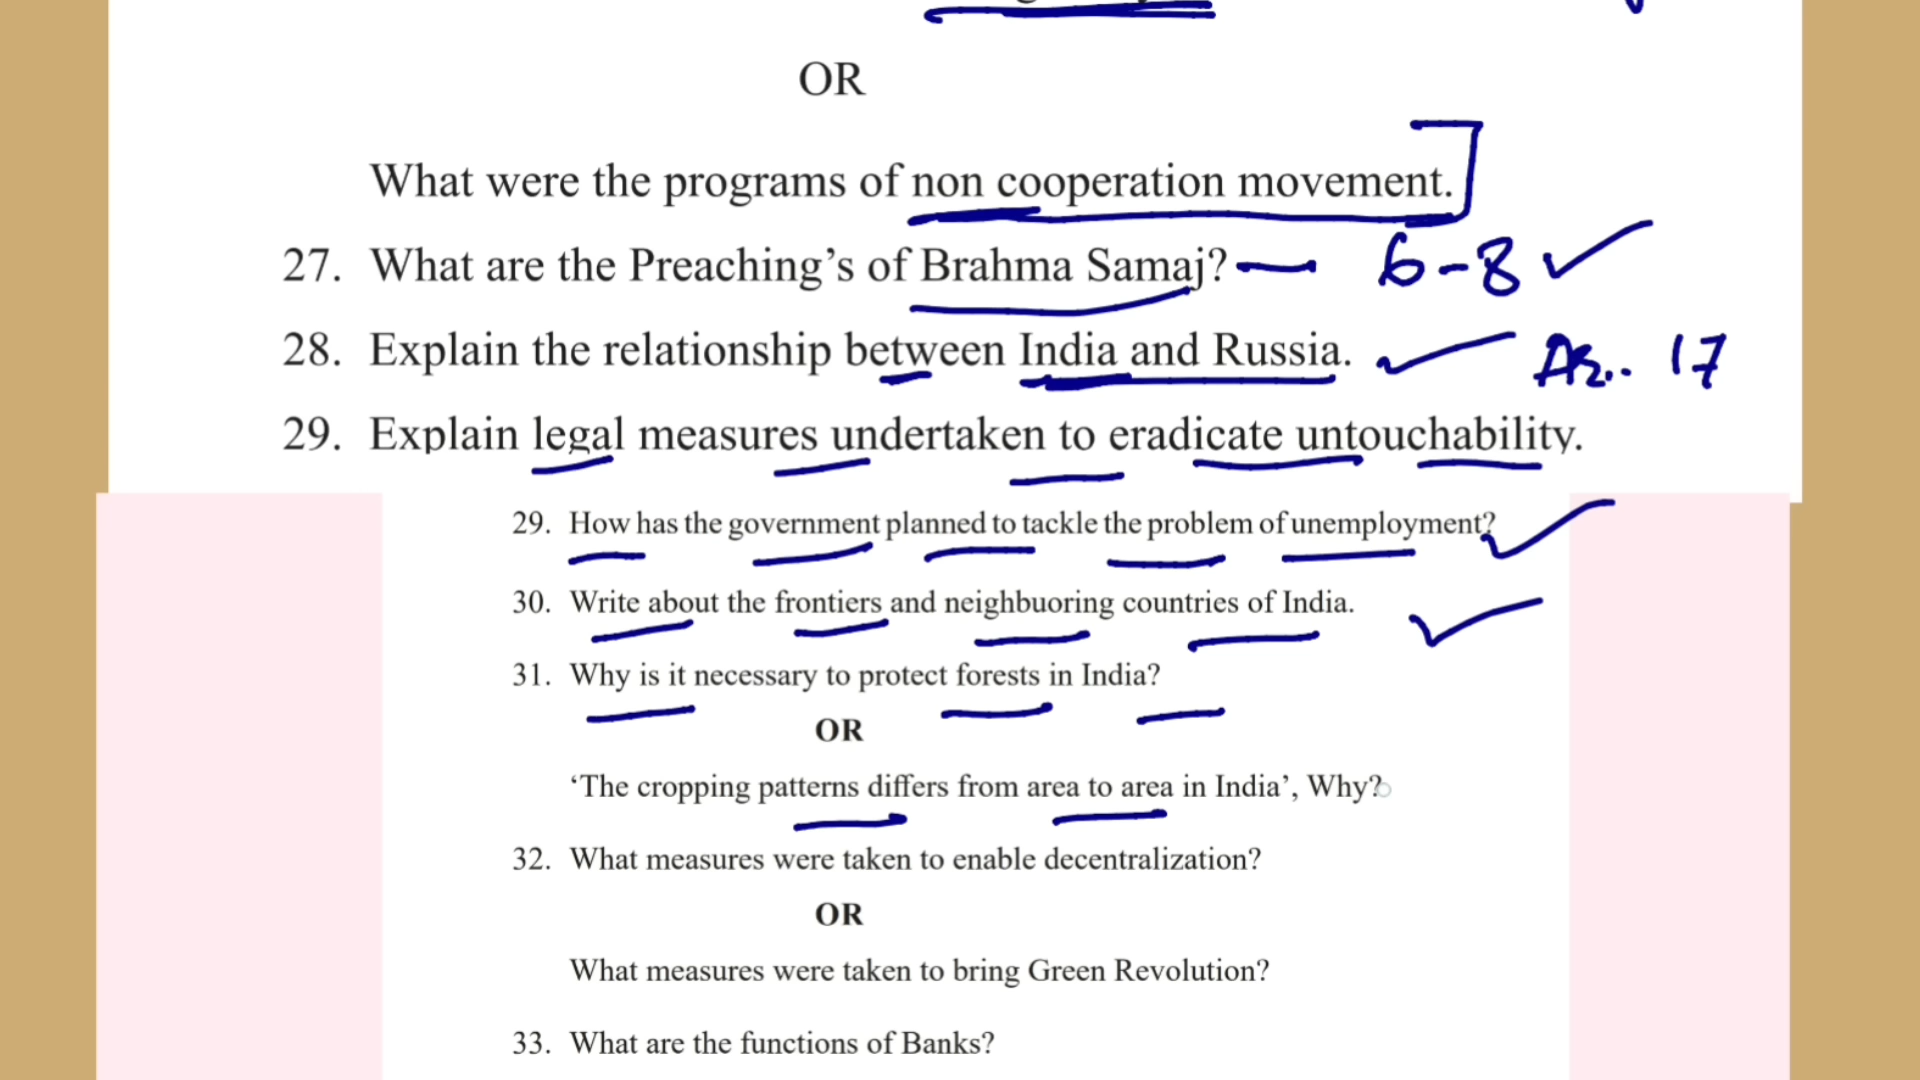 OR
What were the programs of non cooperation movement.
27. What are the Preaching’s of Brahma Samaj? — 6-8 ✓
28. Explain the relationship between India and Russia. ✓ 17
29. Explain legal measures undertaken to eradicate untouchability.
29. How has the government planned to tackle the problem of unemployment?
30. Write about the frontiers and neighbuoring countries of India.
31. Why is it necessary to protect forests in India?
OR
‘The cropping patterns differs from area to area in India’, Why?
32. What measures were taken to enable decentralization?
OR
What measures were taken to bring Green Revolution?
33. What are the functions of Banks?